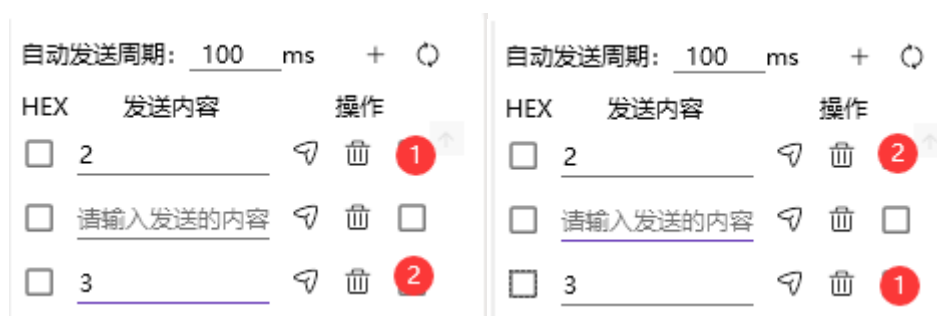 自动发送周期: 100 ms +
HEX 发送内容 操作
2 1
请输入发送的内容
3 2
自动发送周期: 100 ms +
HEX 发送内容 操作
2 2
请输入发送的内容
3 1